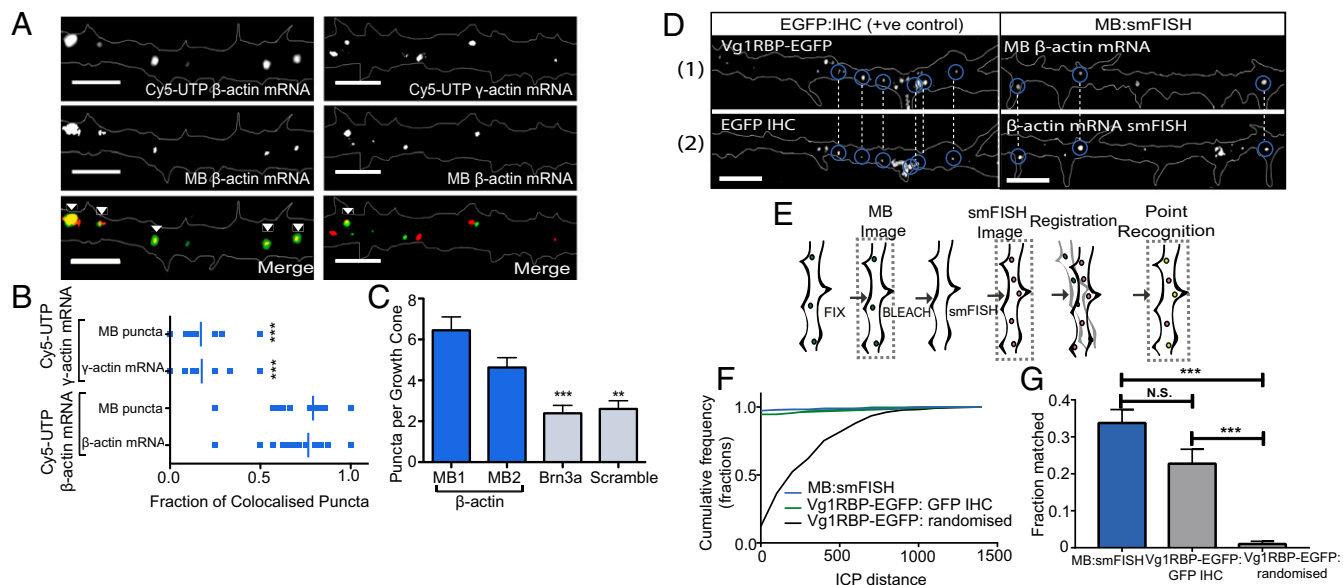 A
Cy5-UTP β-actin mRNA
Cy5-UTP γ-actin mRNA
MB β-actin mRNA
MB β-actin mRNA
Merge
Merge
B
Cy5-UTP
γ-actin mRNA
MB puncta
***
γ-actin mRNA
***
Cy5-UTP
β-actin mRNA
MB puncta
β-actin mRNA
0.0
0.5
1.0
Fraction of Colocalised Puncta
C
Puncta per Growth Cone
8
6
4
2
0
***
**
MB1
MB2
Brn3a
Scramble
β-actin
D
EGFP:IHC (+ve control)
MB:smFISH
(1)
Vg1RBP-EGFP
MB β-actin mRNA
(2)
EGFP IHC
β-actin mRNA smFISH
E
MB
Image
smFISH
Image
Registration
Point
Recognition
FIX
BLEACH
smFISH
F
Cumulative frequency
(fractions)
1.0
0.5
0.0
MB:smFISH
Vg1RBP-EGFP: GFP IHC
Vg1RBP-EGFP: randomised
0
500
1000
1500
ICP distance
G
Fraction matched
0.4
0.3
0.2
0.1
0
***
N.S.
***
MB:smFISH
Vg1RBP-EGFP:
GFP IHC
Vg1RBP-EGFP:
randomised